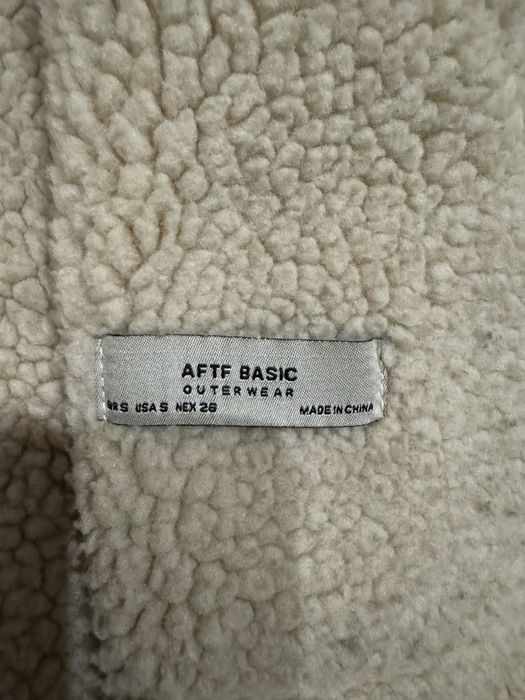 AFTF BASIC
OUTERWEAR
S USA S MEX 26 MADE IN CHINA